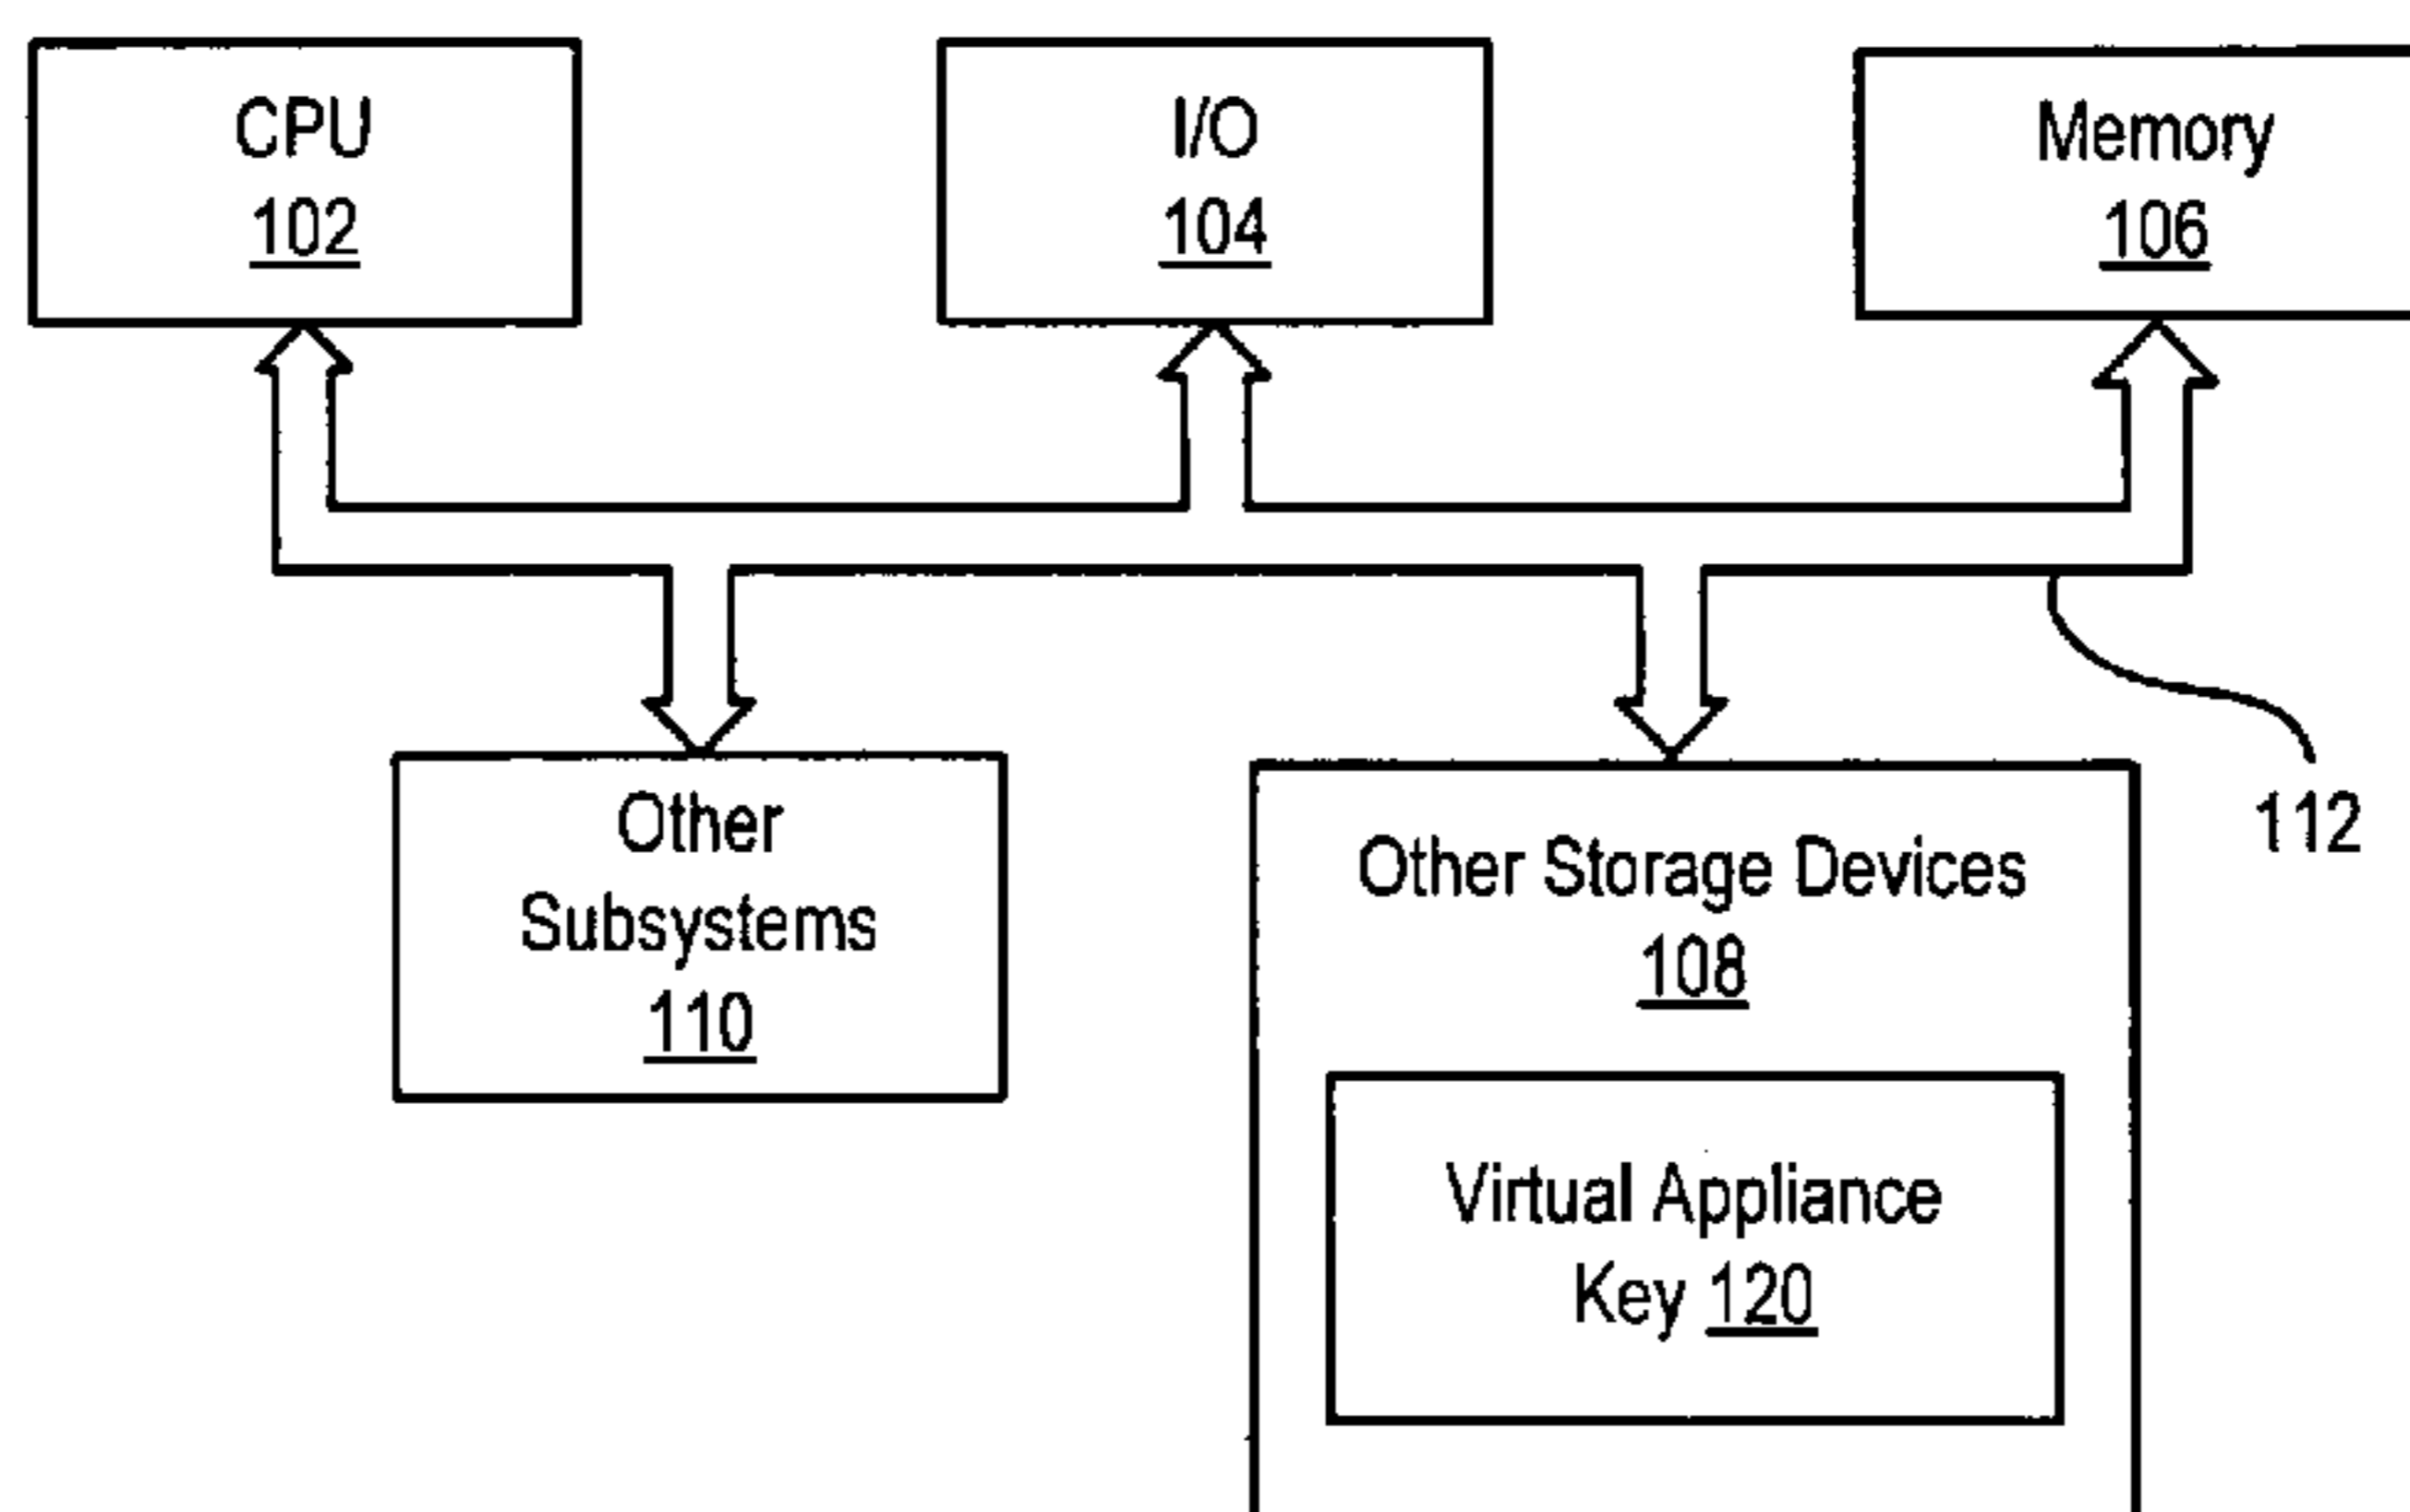 CPU
102
I/O
104
Memory
106
Other
Subsystems
110
Other Storage Devices
108
112
Virtual Appliance
Key 120